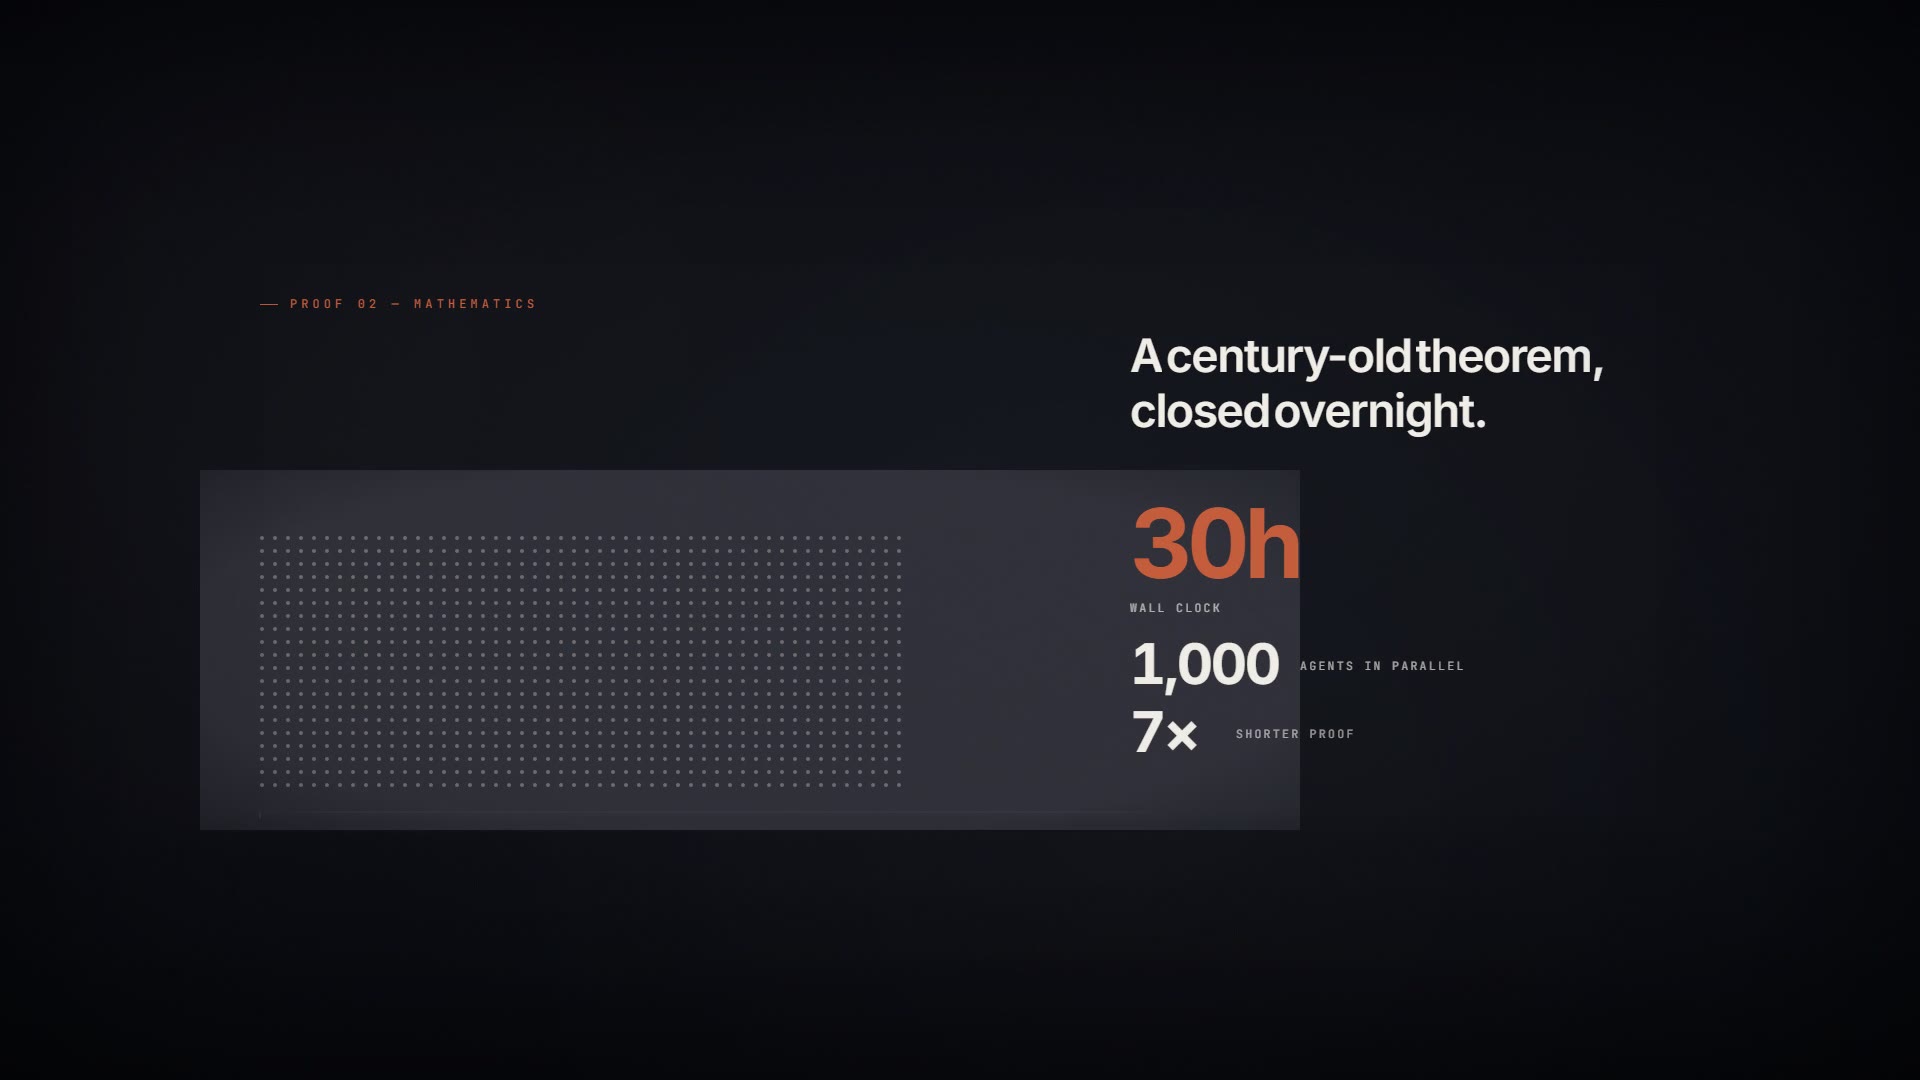 — PROOF 02 — MATHEMATICS
A century-old theorem,
closed overnight.
30h
WALL CLOCK
1,000 AGENTS IN PARALLEL
7× SHORTER PROOF